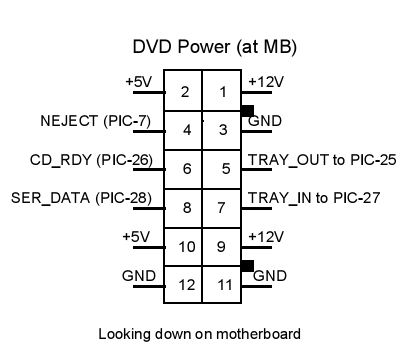 DVD Power (at MB)
+5V 2 1 +12V
NEJECT (PIC-7) 4 3 GND
CD_RDY (PIC-26) 6 5 TRAY_OUT to PIC-25
SER_DATA (PIC-28) 8 7 TRAY_IN to PIC-27
+5V 10 9 +12V
GND 12 11 GND
Looking down on motherboard